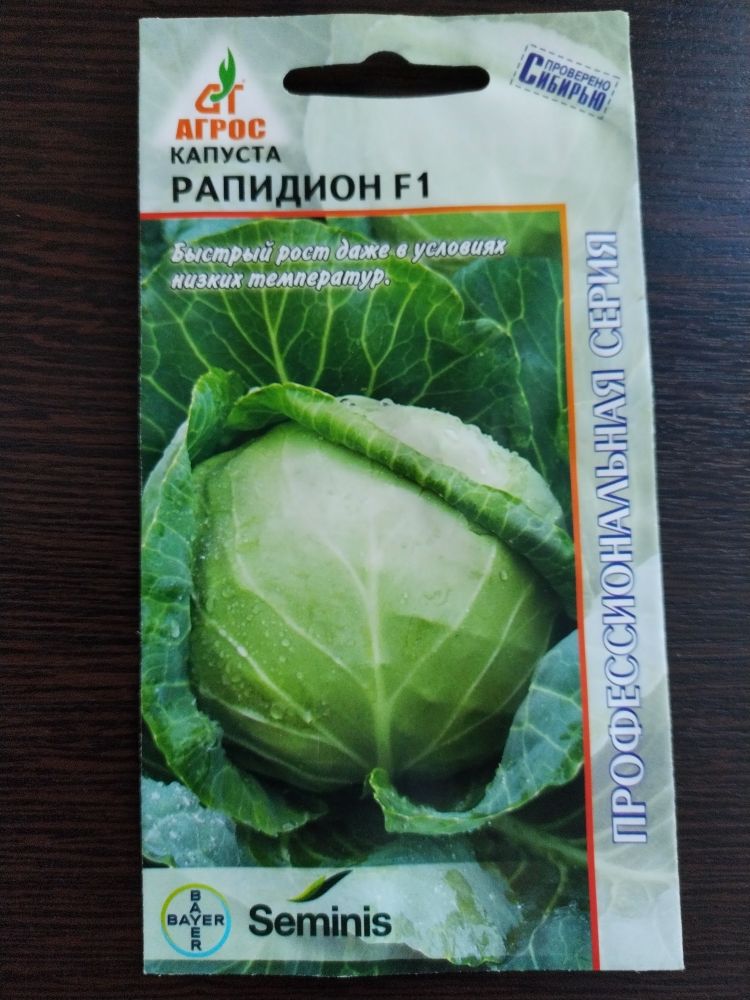 АГРОС
КАПУСТА
РАПИДИОН F1
ПРОВЕРЕНО
СИБИРЬЮ
Быстрый рост даже в условиях
низких температур.
ПРОФЕССИОНАЛЬНАЯ СЕРИЯ
BAYER
BAYER
Seminis